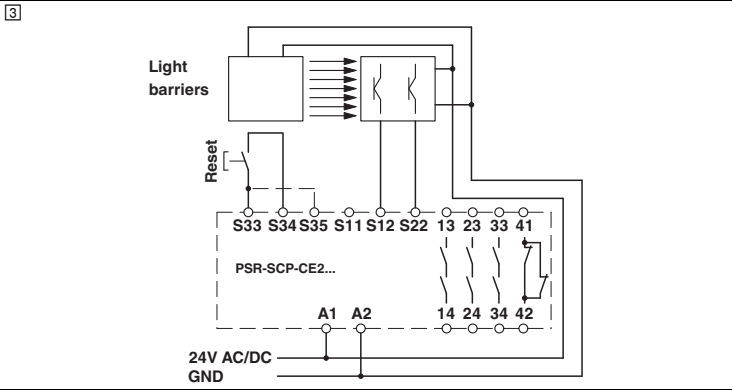 3
Light
barriers
Reset
S33 S34 S35 S11 S12 S22 13 23 33 41
PSR-SCP-CE2...
A1 A2 14 24 34 42
24V AC/DC
GND